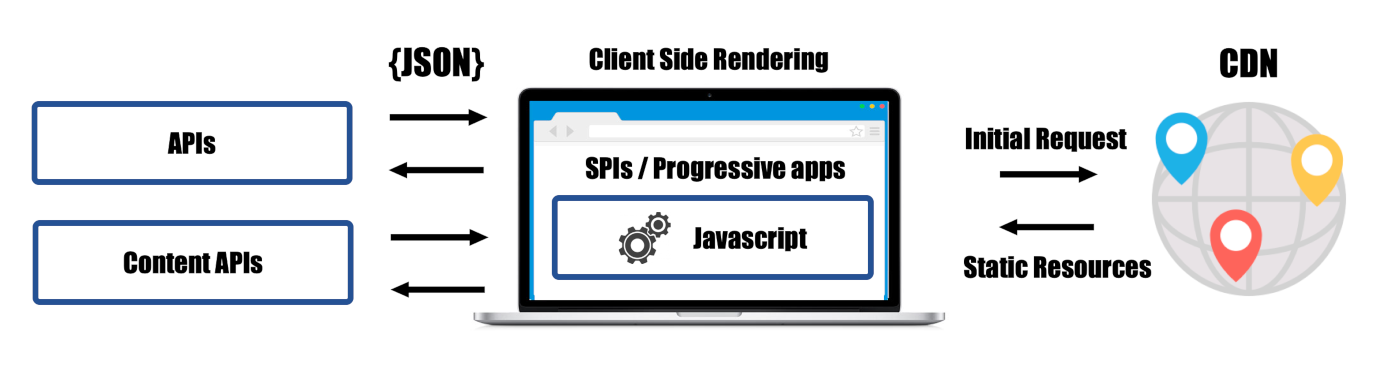 {JSON}
Client Side Rendering
CDN
APIs
Initial Request
SPIs / Progressive apps
Javascript
Content APIs
Static Resources